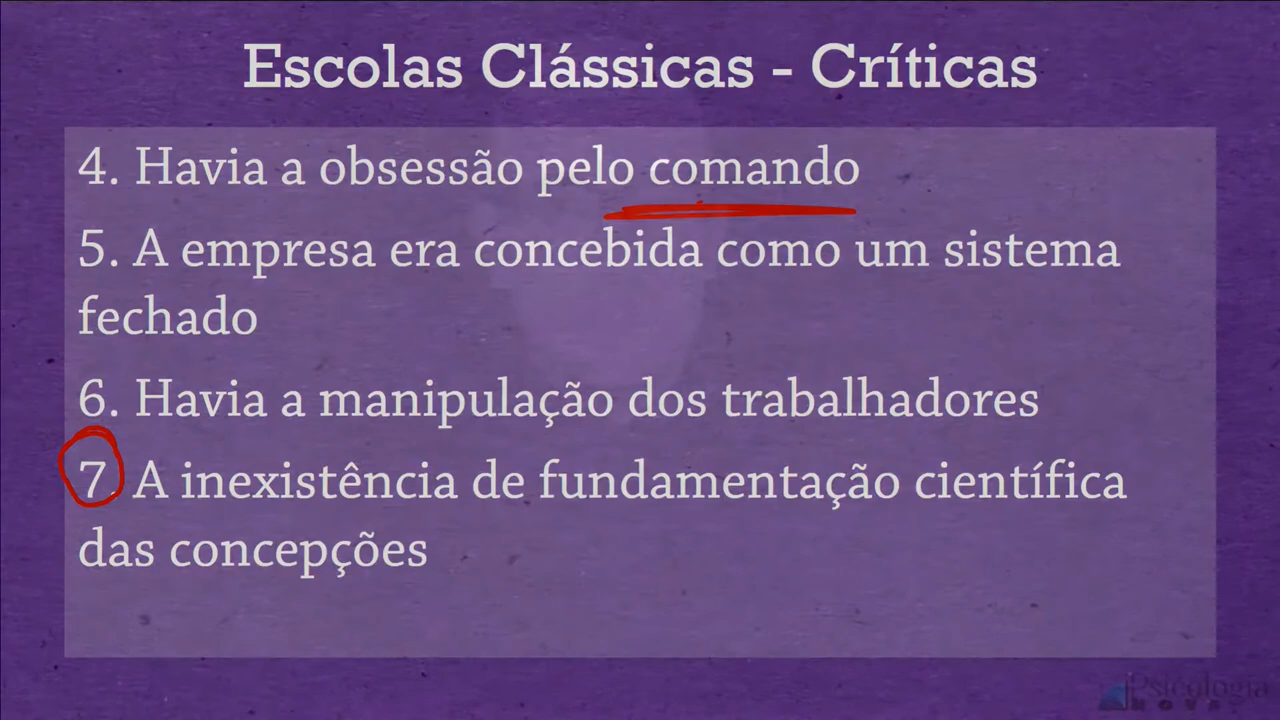 Escolas Clássicas - Críticas
4. Havia a obsessão pelo comando
5. A empresa era concebida como um sistema
fechado
6. Havia a manipulação dos trabalhadores
7. A inexistência de fundamentação científica
das concepções
Psicologia
NOVA